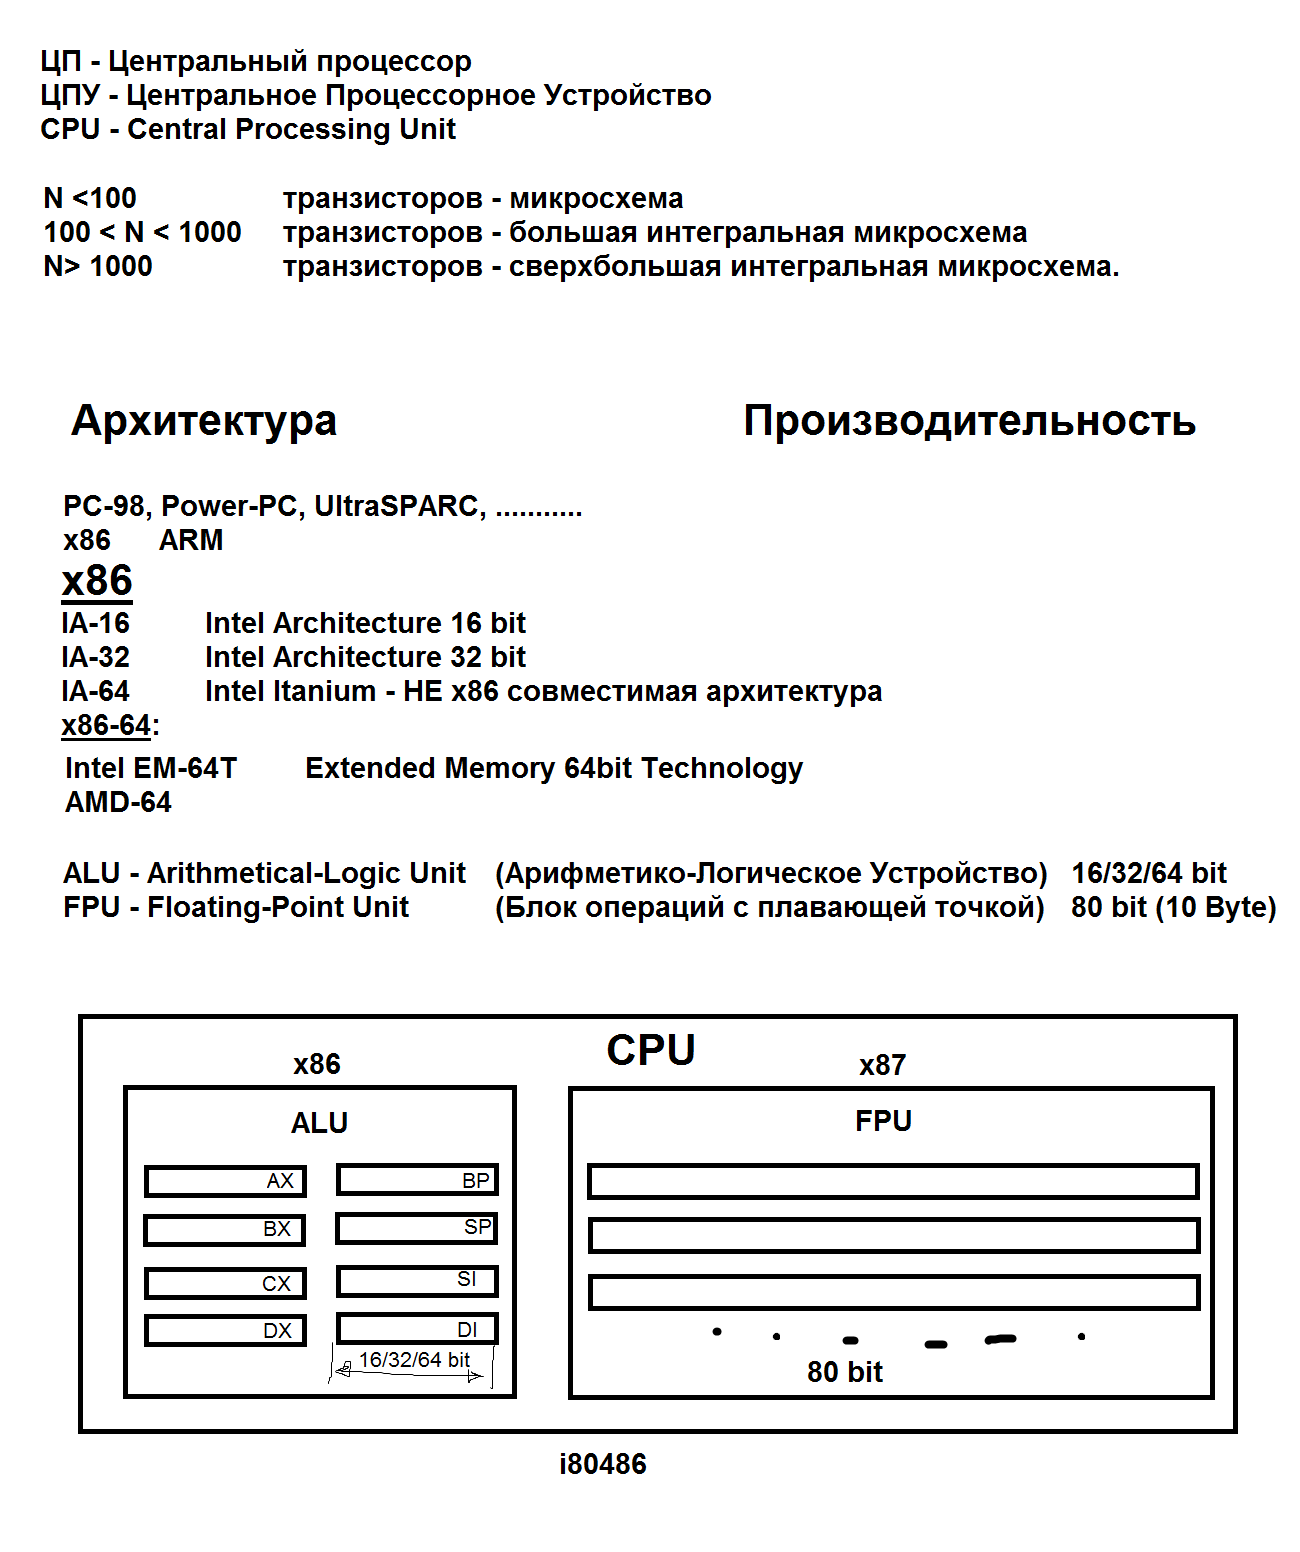 ЦП - Центральный процессор
ЦПУ - Центральное Процессорное Устройство
CPU - Central Processing Unit
N <100 транзисторов - микросхема
100 < N < 1000 транзисторов - большая интегральная микросхема
N> 1000 транзисторов - сверхбольшая интегральная микросхема.
Архитектура Производительность
PC-98, Power-PC, UltraSPARC, ...........
x86 ARM
x86
IA-16 Intel Architecture 16 bit
IA-32 Intel Architecture 32 bit
IA-64 Intel Itanium - НЕ x86 совместимая архитектура
x86-64:
Intel EM-64T Extended Memory 64bit Technology
AMD-64
ALU - Arithmetical-Logic Unit (Арифметико-Логическое Устройство) 16/32/64 bit
FPU - Floating-Point Unit (Блок операций с плавающей точкой) 80 bit (10 Byte)
CPU
x86 x87
ALU FPU
AX BP
BX SP
CX SI
DX DI
16/32/64 bit
80 bit
i80486